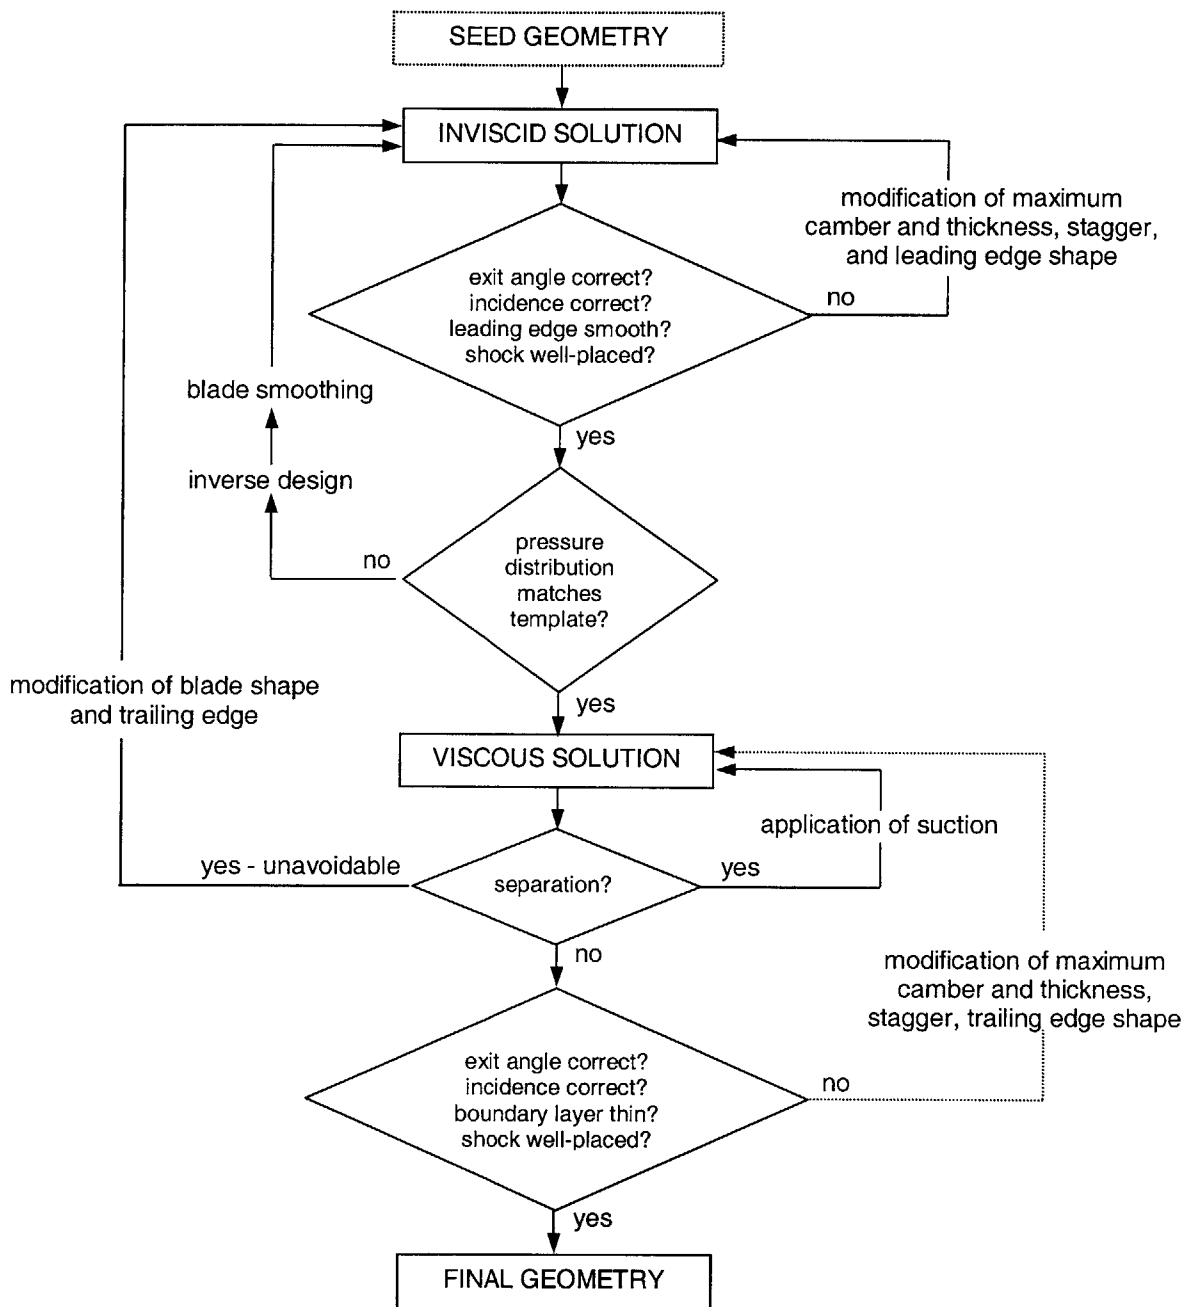 SEED GEOMETRY
INVISCID SOLUTION
modification of maximum
camber and thickness, stagger,
and leading edge shape
exit angle correct?
incidence correct?
leading edge smooth?
shock well-placed?
no
yes
blade smoothing
inverse design
no
pressure
distribution
matches
template?
yes
modification of blade shape
and trailing edge
VISCOUS SOLUTION
application of suction
yes - unavoidable
separation?
yes
no
modification of maximum
camber and thickness,
stagger, trailing edge shape
exit angle correct?
incidence correct?
boundary layer thin?
shock well-placed?
no
yes
FINAL GEOMETRY